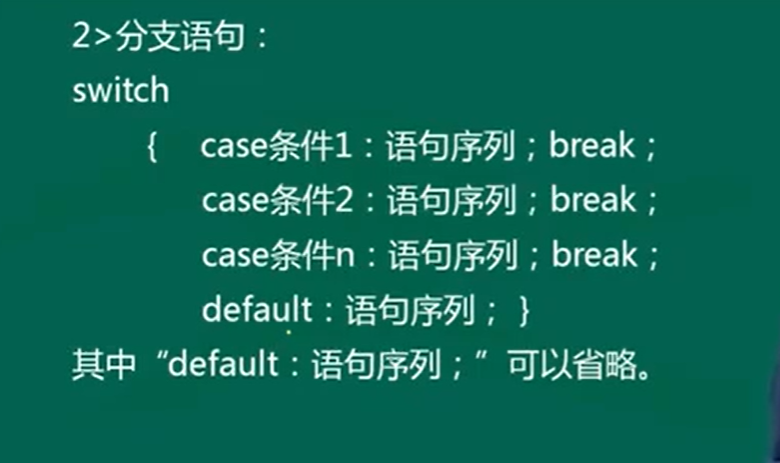 2>分支语句：
switch
{ case条件1：语句序列；break；
case条件2：语句序列；break；
case条件n：语句序列；break；
default：语句序列； }
其中“default：语句序列；”可以省略。